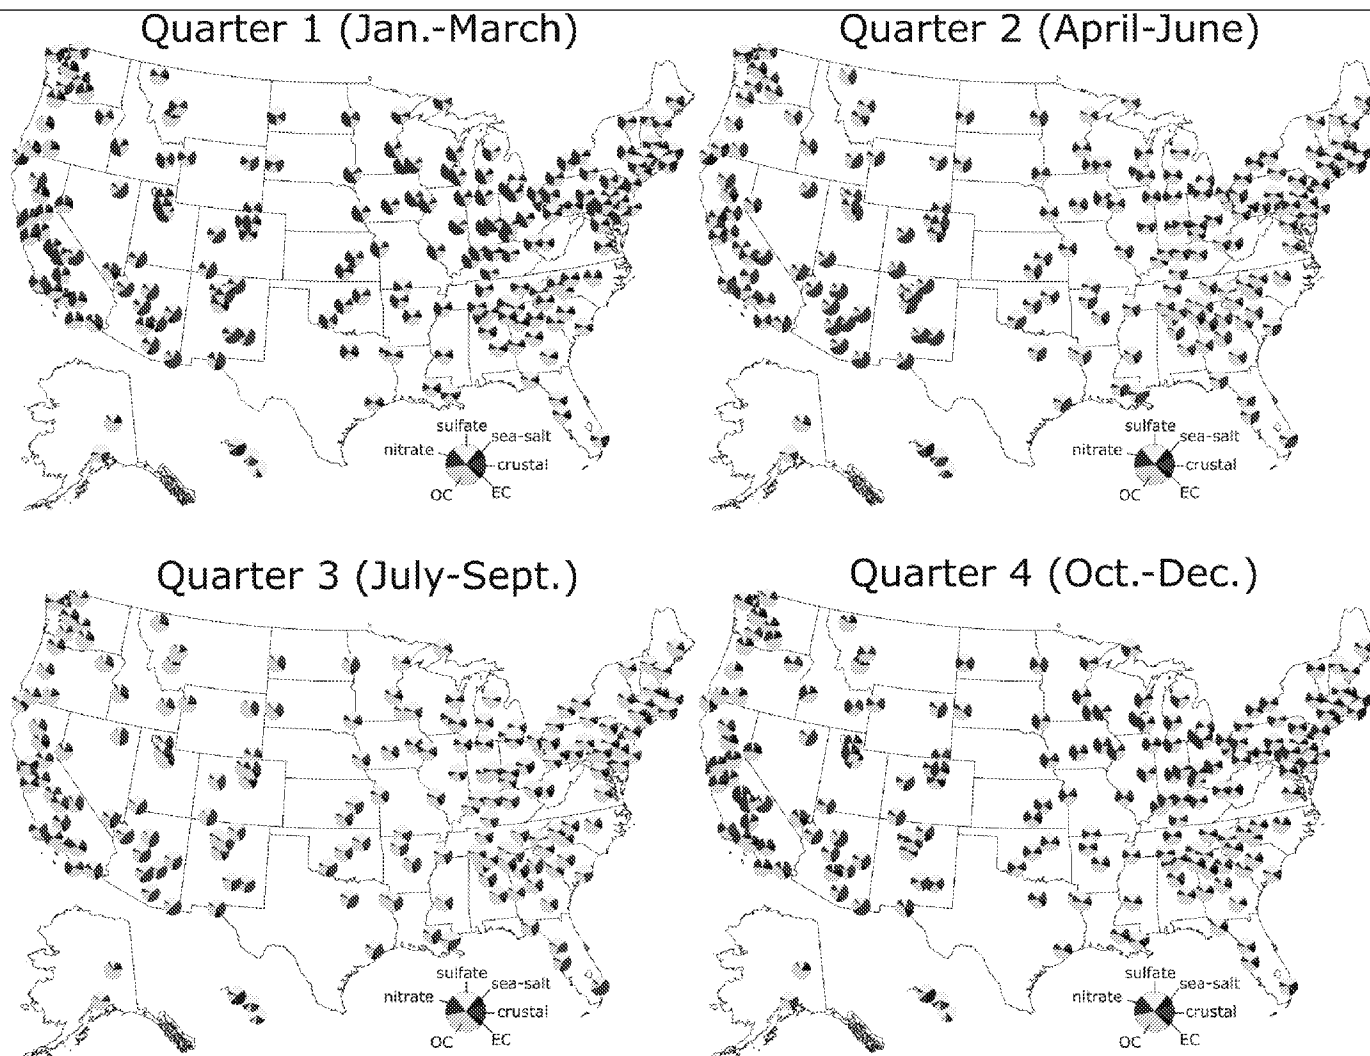 Quarter 1 (Jan.-March)
Quarter 2 (April-June)
sulfate
sea-salt
nitrate
crustal
OC
EC
sulfate
sea-salt
nitrate
crustal
OC
EC
Quarter 3 (July-Sept.)
Quarter 4 (Oct.-Dec.)
sulfate
sea-salt
nitrate
crustal
OC
EC
sulfate
sea-salt
nitrate
crustal
OC
EC